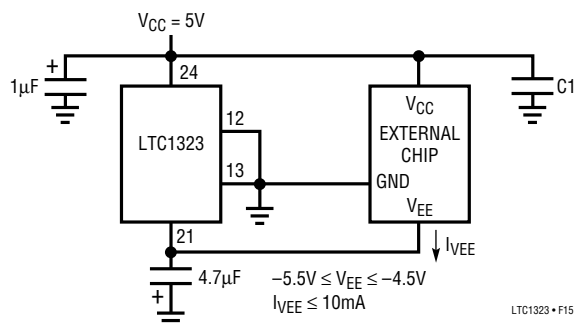 V_CC = 5V
+
1µF
24
LTC1323
12
13
21
V_CC
EXTERNAL
CHIP
GND
V_EE
C1
I_VEE
4.7µF
+
–5.5V ≤ V_EE ≤ –4.5V
I_VEE ≤ 10mA
LTC1323 • F15